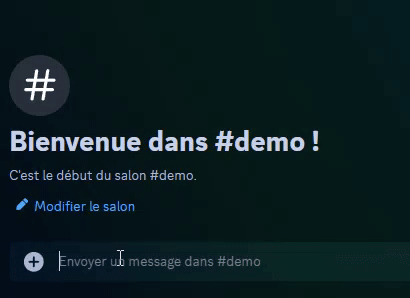 #
Bienvenue dans #demo !
C'est le début du salon #demo.
Modifier le salon
Envoyer un message dans #demo